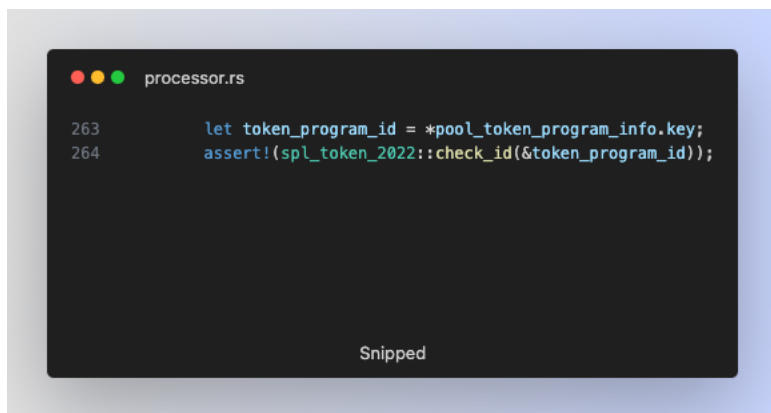 processor.rs
263 let token_program_id = *pool_token_program_info.key;
264 assert!(spl_token_2022::check_id(&token_program_id));
Snipped